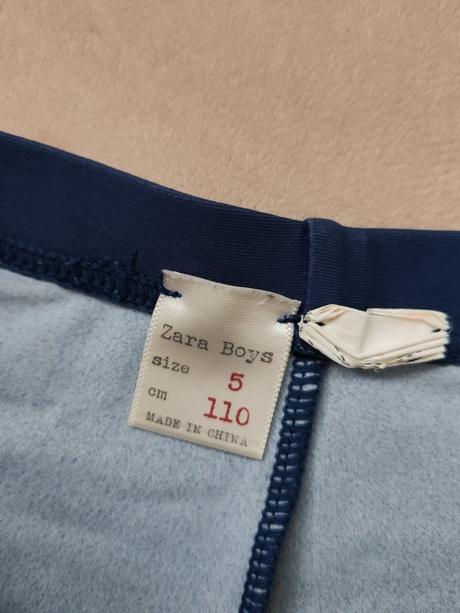 Zara Boys
size 5
cm 110
MADE IN CHINA